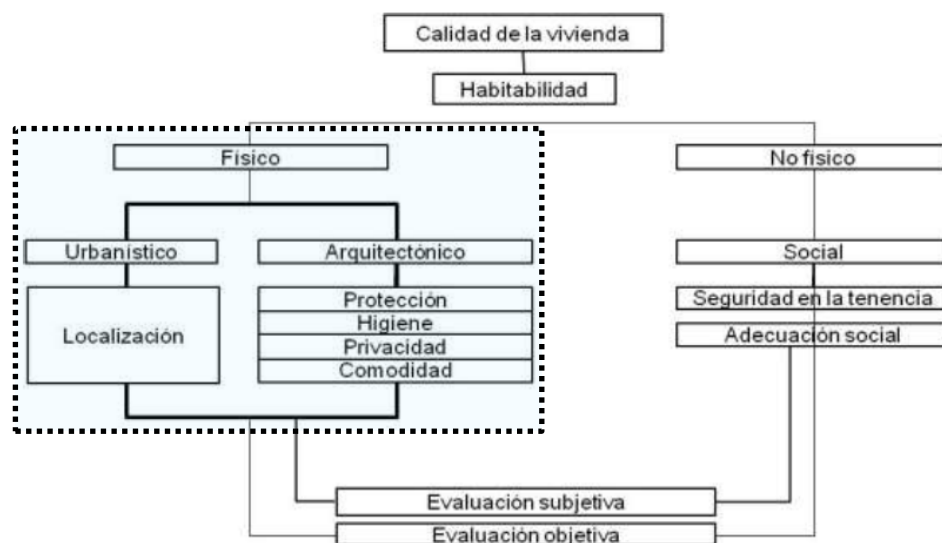 Calidad de la vivienda
Habitabilidad
Físico
No fisico
Urbanístico
Arquitectónico
Social
Localización
Protección
Higiene
Privacidad
Comodidad
Seguridad en la tenencia
Adecuación social
Evaluación subjetiva
Evaluación objetiva